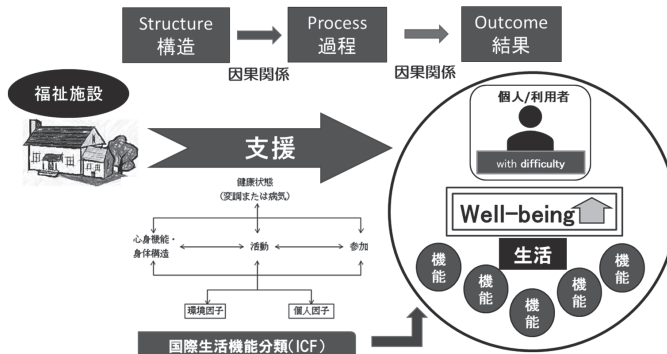 Structure
構造
Process
過程
Outcome
結果
因果関係
因果関係
福祉施設
支援
個人/利用者
with difficulty
Well-being
生活
機能
機能
機能
機能
機能
健康状態
(変調または病気)
心身機能・
身体構造
活動
参加
環境因子
個人因子
国際生活機能分類(ICF)